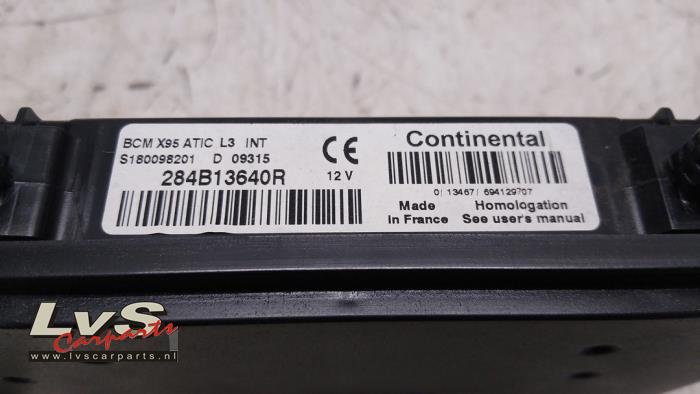 BCM X95 ATIC L3 INT
S180098201 D 09315
284B13640R
CE
12 V
Continental
0/13467/694129707
Made in France
Homologation See user's manual
LvS
Carparts
www.lvscarparts.nl